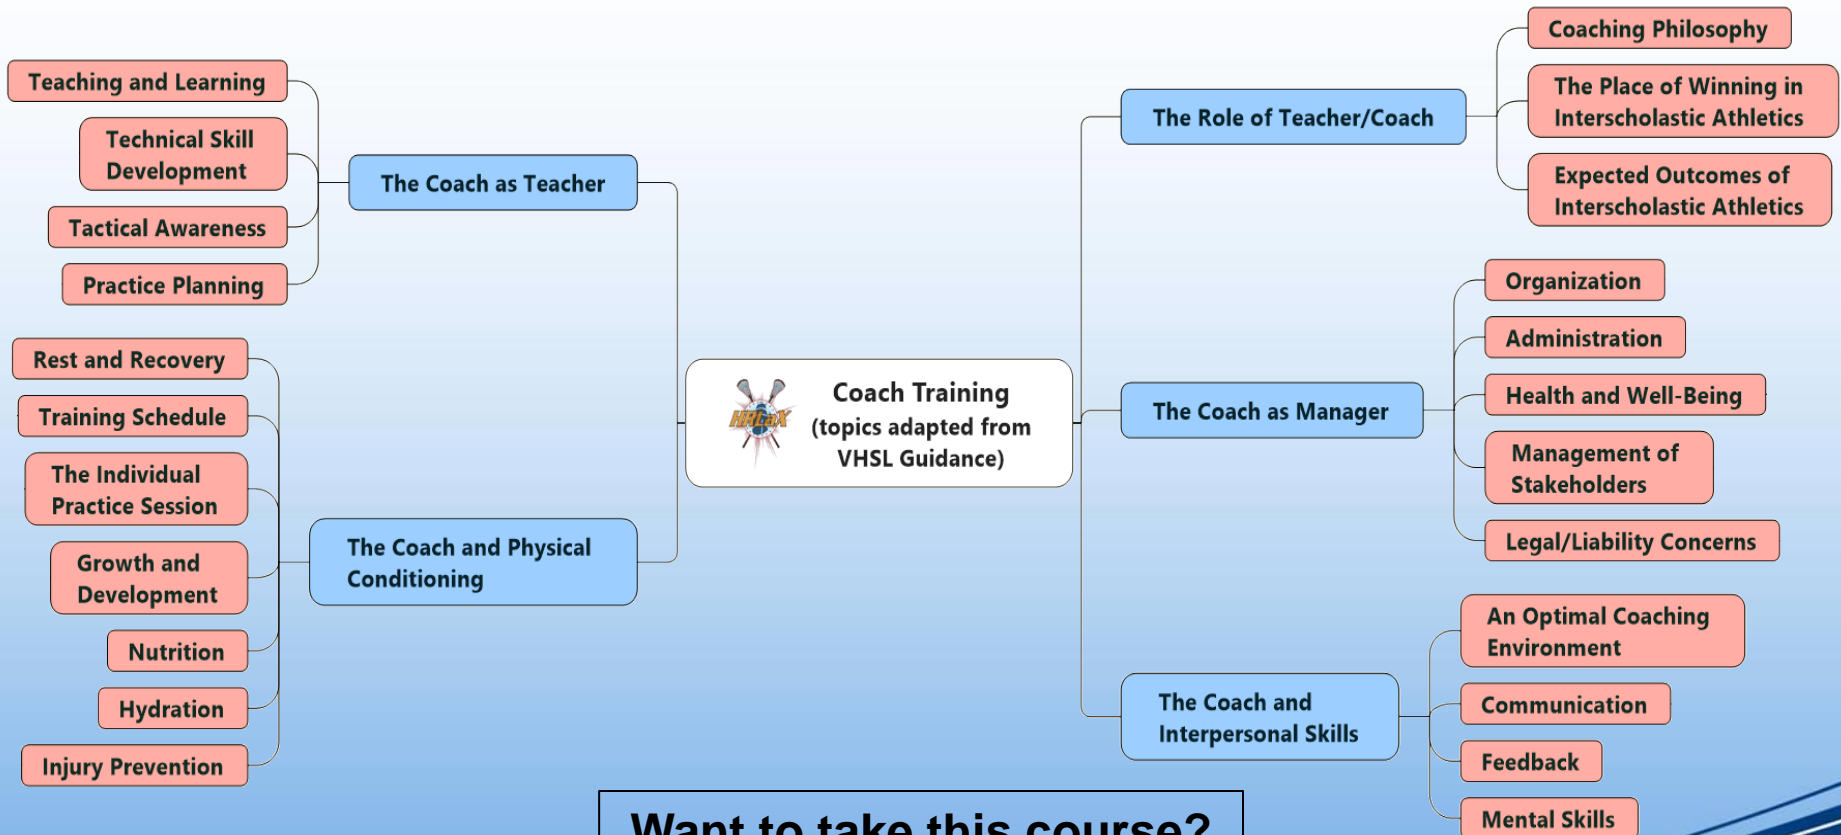 Coach Training
(topics adapted from
VHSL Guidance)
HRLax
The Role of Teacher/Coach
Coaching Philosophy
The Place of Winning in
Interscholastic Athletics
Expected Outcomes of
Interscholastic Athletics
The Coach as Manager
Organization
Administration
Health and Well-Being
Management of
Stakeholders
Legal/Liability Concerns
The Coach and
Interpersonal Skills
An Optimal Coaching
Environment
Communication
Feedback
Mental Skills
The Coach as Teacher
Teaching and Learning
Technical Skill
Development
Tactical Awareness
Practice Planning
The Coach and Physical
Conditioning
Rest and Recovery
Training Schedule
The Individual
Practice Session
Growth and
Development
Nutrition
Hydration
Injury Prevention
Want to take this course?